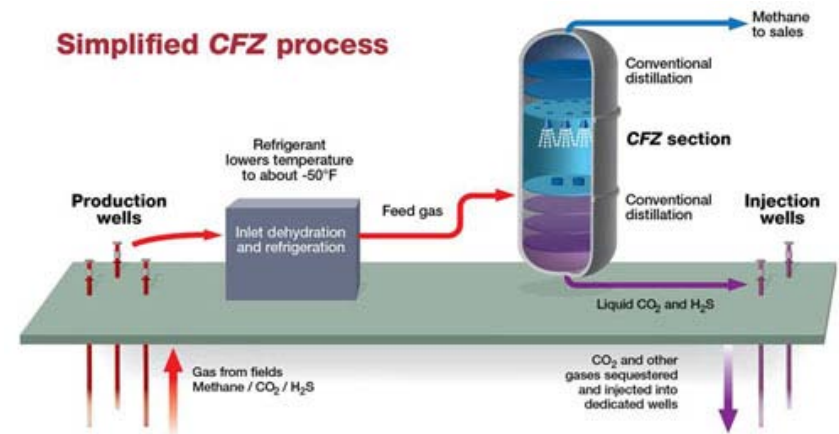 Simplified CFZ process
Methane
to sales
Conventional
distillation
CFZ section
Refrigerant
lowers temperature
to about -50°F
Production
wells
Feed gas
Inlet dehydration
and refrigeration
Conventional
distillation
Injection
wells
Liquid CO₂ and H₂S
Gas from fields
Methane / CO₂ / H₂S
CO₂ and other
gases sequestered
and injected into
dedicated wells